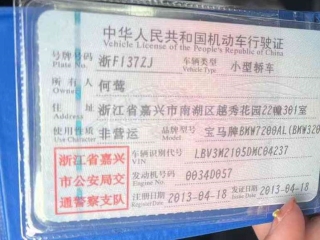 中华人民共和国机动车行驶证
Vehicle License of the People's Republic of China
号牌号码 浙F137ZJ 车辆类型 小型轿车
Plate No. Vehicle Type
所有人 何莺
Owner
住址 浙江省嘉兴市南湖区越秀花园22幢301室
Address
使用性质 非营运 品牌型号 宝马牌BMW7200AL(BMW320
Use Character Model
浙江省嘉兴 车辆识别代号 LBV3M2105DMC04237
市公安局交 发动机号码 0034D057
Engine No.
通警察支队 注册日期 2013-04-18 发证日期 2013-04-18